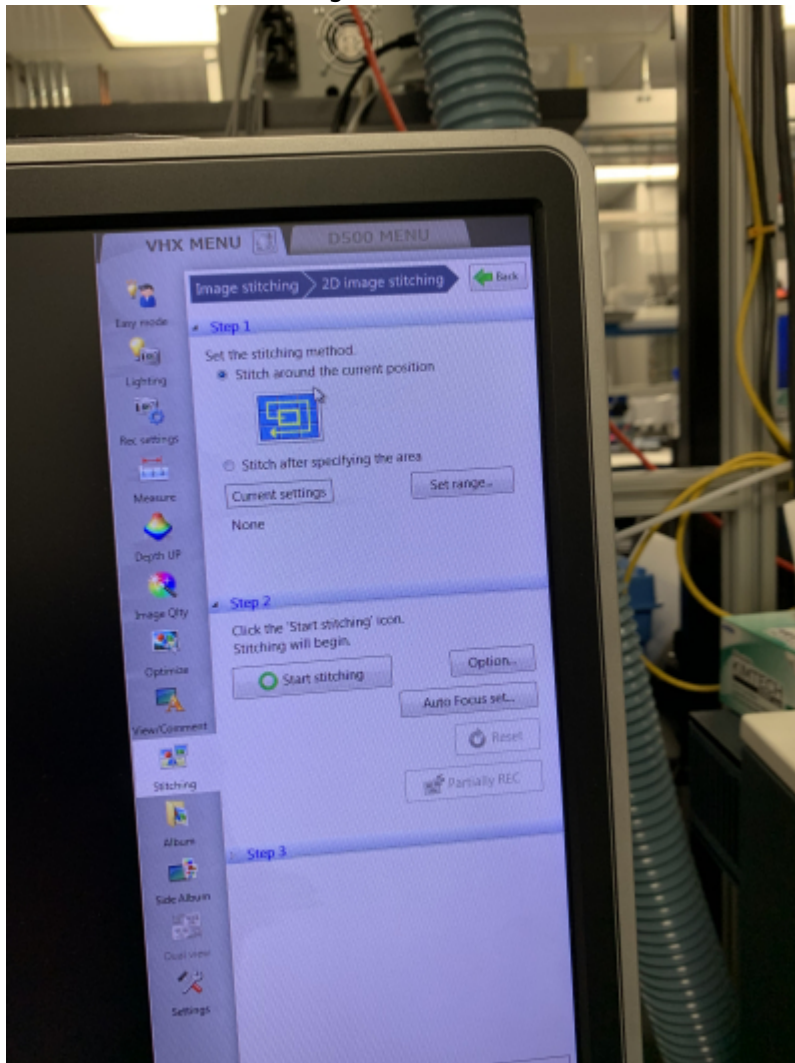 VHX MENU
D500 MENU
Image stitching
2D image stitching
Back
Easy mode
Lighting
Rec settings
Measure
Depth UP
Image Qlty
Optimize
View/Comment
Stitching
Album
Side Album
Dual view
Settings
Step 1
Set the stitching method.
Stitch around the current position
Stitch after specifying the area
Current settings
Set range...
None
Step 2
Click the 'Start stitching' icon.
Stitching will begin.
Start stitching
Option...
Auto Focus set...
Reset
Partially REC
Step 3
KIMTECH